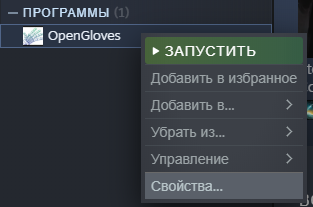 — ПРОГРАММЫ (1)
OpenGloves
ЗАПУСТИТЬ
Добавить в избранное
Добавить в...
Убрать из...
Управление
Свойства...